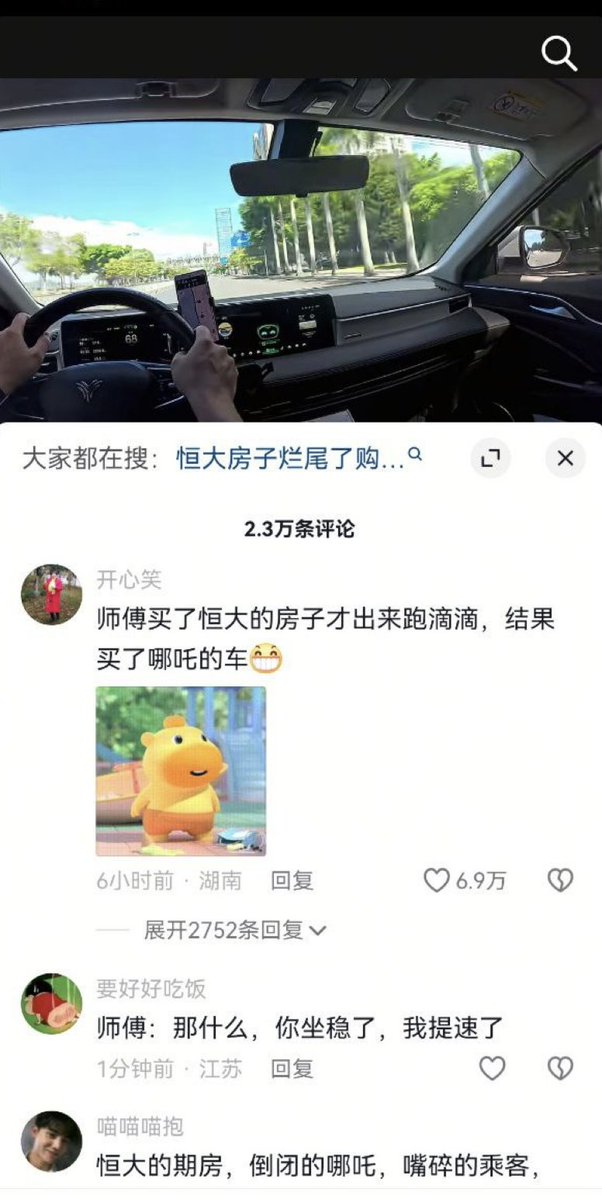 68
大家都在搜：恒大房子烂尾了购...
2.3万条评论
开心笑
师傅买了恒大的房子才出来跑滴滴，结果
买了哪吒的车😁
6小时前 · 湖南 回复 6.9万
展开2752条回复
要好好吃饭
师傅：那什么，你坐稳了，我提速了
1分钟前 · 江苏 回复
喵喵喵抱
恒大的期房，倒闭的哪吒，嘴碎的乘客，